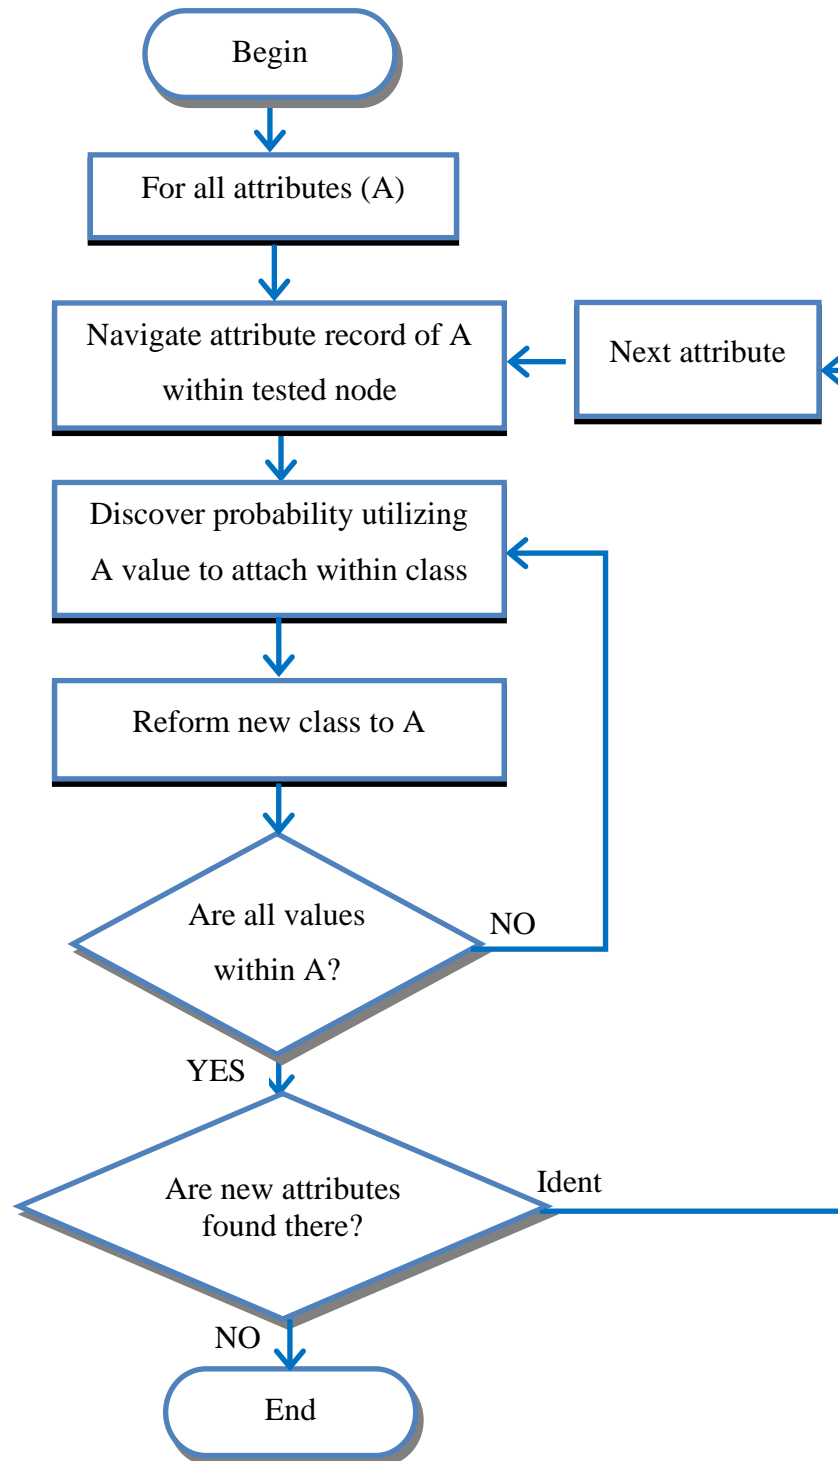 Begin
For all attributes (A)
Navigate attribute record of A
within tested node
Next attribute
Discover probability utilizing
A value to attach within class
Reform new class to A
Are all values
within A?
NO
YES
Are new attributes
found there?
Ident
NO
End